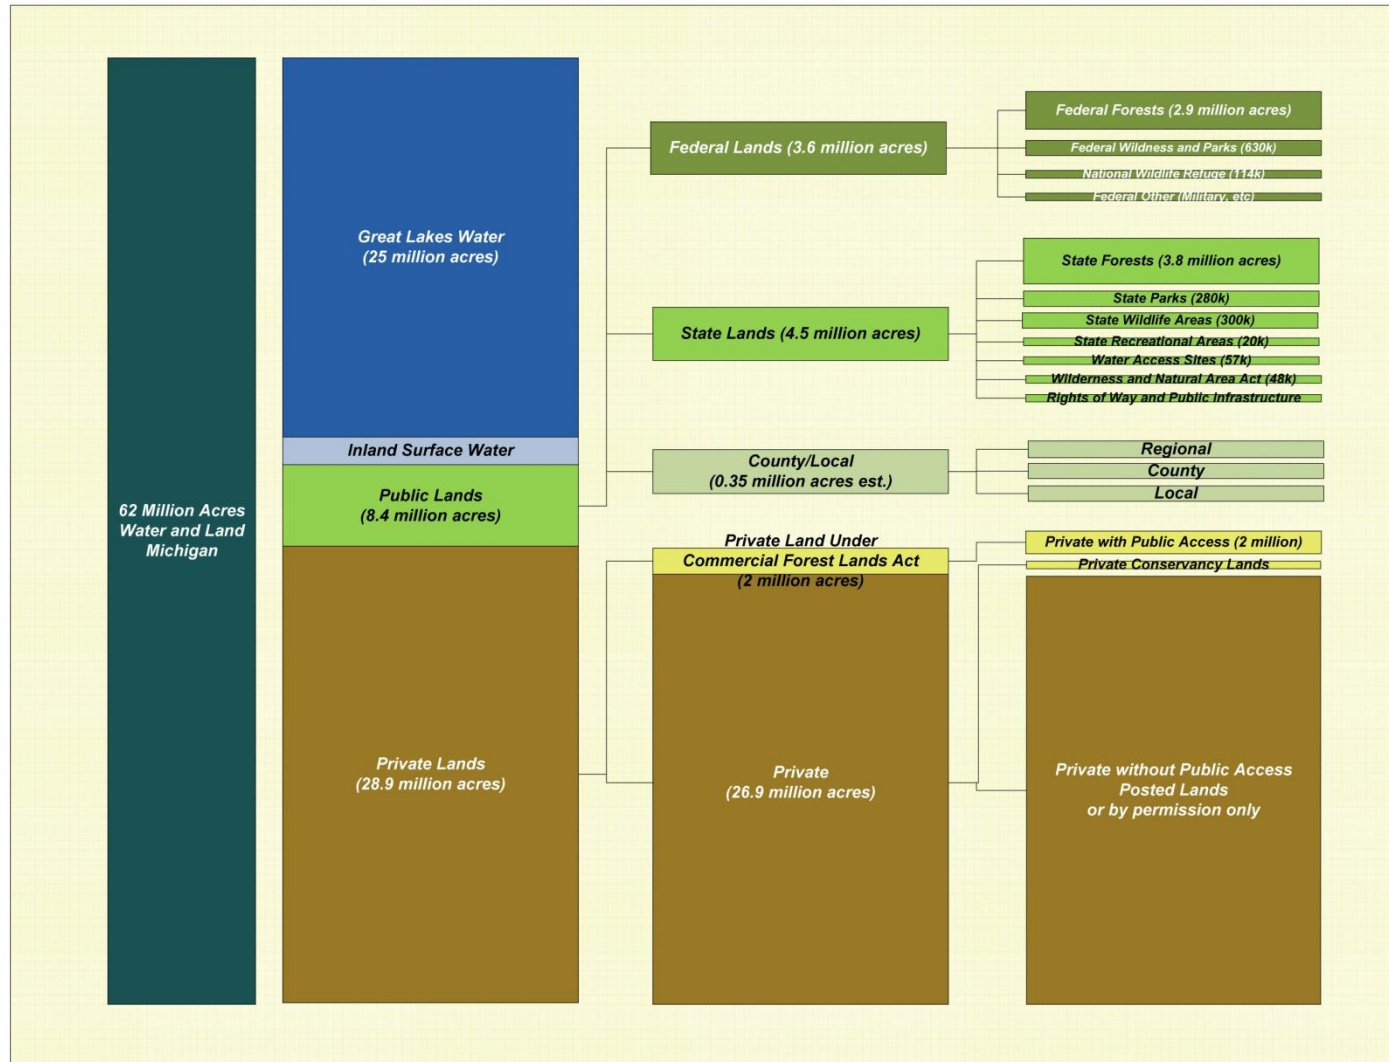 62 Million Acres
Water and Land
Michigan
Great Lakes Water
(25 million acres)
Inland Surface Water
Public Lands
(8.4 million acres)
Private Lands
(28.9 million acres)
Federal Lands (3.6 million acres)
State Lands (4.5 million acres)
County/Local
(0.35 million acres est.)
Private Land Under
Commercial Forest Lands Act
(2 million acres)
Private
(26.9 million acres)
Federal Forests (2.9 million acres)
Federal Wildness and Parks (630k)
National Wildlife Refuge (114k)
Federal Other (Military, etc)
State Forests (3.8 million acres)
State Parks (280k)
State Wildlife Areas (300k)
State Recreational Areas (20k)
Water Access Sites (57k)
Wilderness and Natural Area Act (48k)
Rights of Way and Public Infrastructure
Regional
County
Local
Private with Public Access (2 million)
Private Conservancy Lands
Private without Public Access
Posted Lands
or by permission only